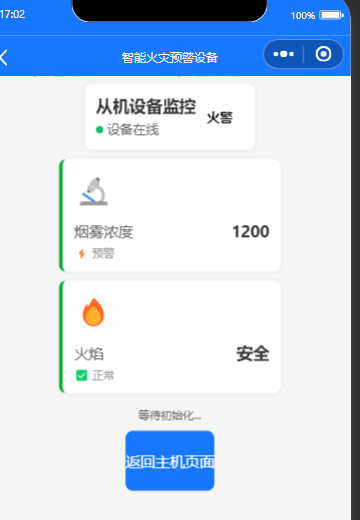 17:02
100%
智能火灾预警设备
从机设备监控
设备在线
火警
烟雾浓度
1200
预警
火焰
安全
正常
等待初始化...
返回主机页面